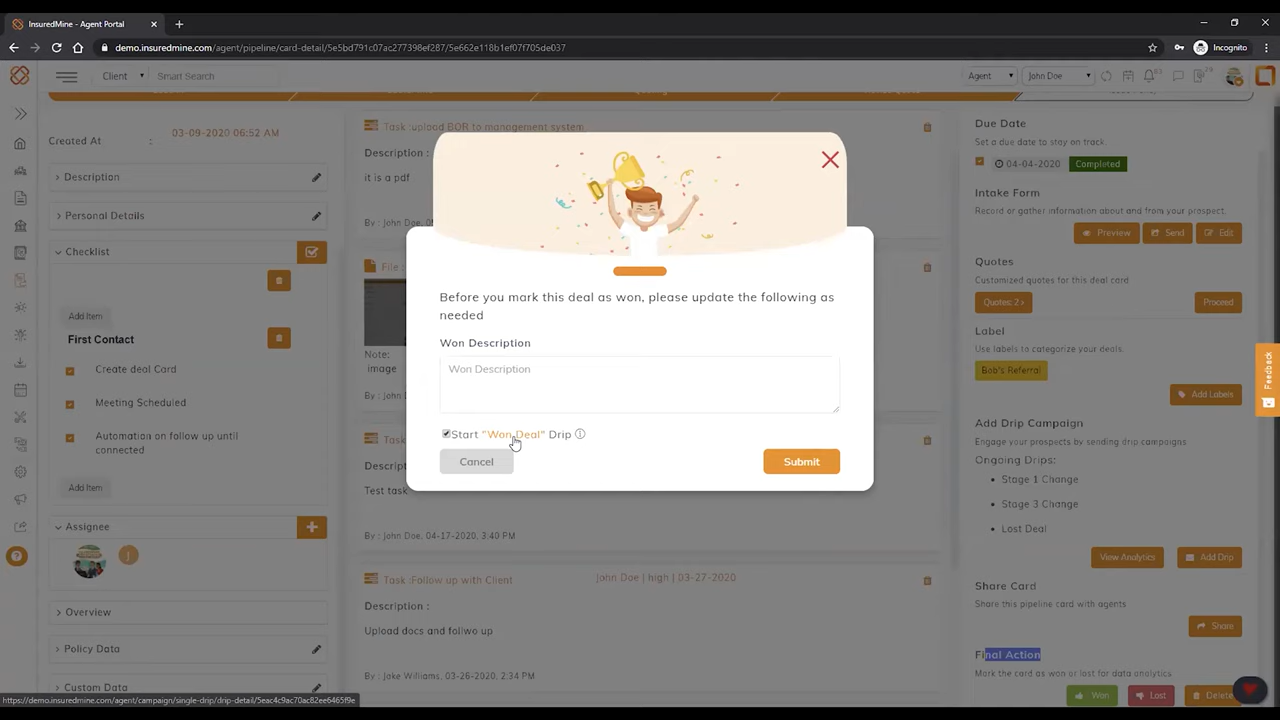 InsuredMine - Agent Portal
demo.insuredmine.com/agent/pipeline/card-detail/5e5bd791c07ac277398ef287/5e662e118b1ef07f705de037
Incognito
Client
Smart Search
Agent
John Doe
Created At : 03-09-2020 06:52 AM
Description
Personal Details
Checklist
Add Item
First Contact
Create deal Card
Meeting Scheduled
Automation on follow up until
connected
Add Item
Assignee
J
Overview
Policy Data
Custom Data
https://demo.insuredmine.com/agent/campaign/single-drip/drip-detail/5eac4c9ac70ac82ee6465f9e
Task :upload BOR to management system
Description :
it is a pdf
By : John Doe, 0
File :
Note:
image
By : John Do
Task
Descript
Test task
By : John Doe, 04-17-2020, 3:40 PM
Task :Follow up with Client
John Doe | high | 03-27-2020
Description :
Upload docs and follwo up
By : Jake Williams, 03-26-2020, 2:34 PM
Before you mark this deal as won, please update the following as
needed
Won Description
Won Description
Start "Won Deal" Drip
Cancel
Submit
Due Date
Set a due date to stay on track.
04-04-2020
Completed
Intake Form
Record or gather information about and from your prospect.
Preview
Send
Edit
Quotes
Customized quotes for this deal card
Quotes: 2 >
Proceed
Label
Use labels to categorize your deals.
Bob's Referral
Add Labels
Add Drip Campaign
Engage your prospects by sending drip campaigns
Ongoing Drips:
Stage 1 Change
Stage 3 Change
Lost Deal
View Analytics
Add Drip
Share Card
Share this pipeline card with agents
Share
Final Action
Mark the card as won or lost for data analytics
Won
Lost
Delete
Feedback